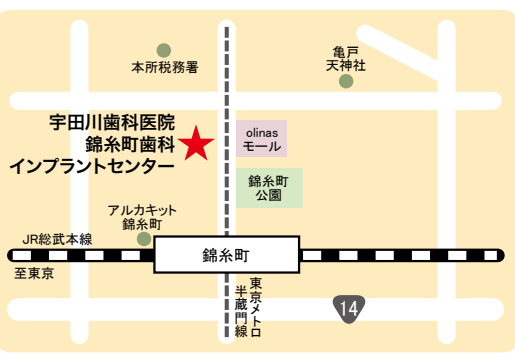 本所税務署
亀戸
天神社
宇田川歯科医院
錦糸町歯科
インプラントセンター
olinas
モール
錦糸町
公園
アルカキット
錦糸町
JR総武本線
錦糸町
至東京
東京メトロ
半蔵門線
14